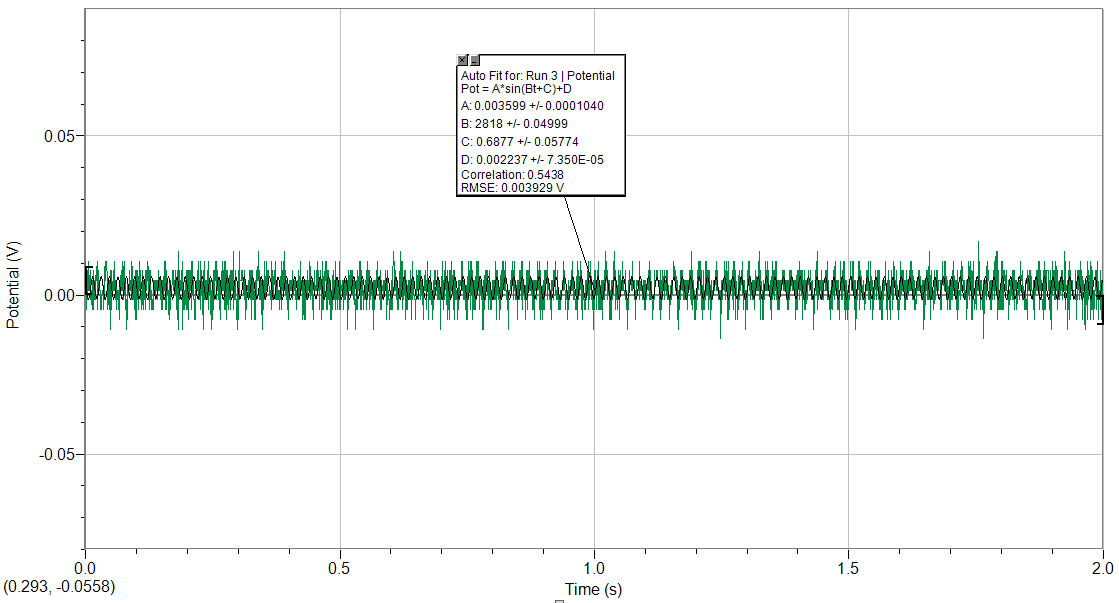 Auto Fit for: Run 3 | Potential
Pot = A*sin(Bt+C)+D
A: 0.003599 +/- 0.0001040
B: 2818 +/- 0.04999
C: 0.6877 +/- 0.05774
D: 0.002237 +/- 7.350E-05
Correlation: 0.5438
RMSE: 0.003929 V
0.05
0.00
-0.05
Potential (V)
0.0 0.5 1.0 1.5 2.0
(0.293, -0.0558)
Time (s)